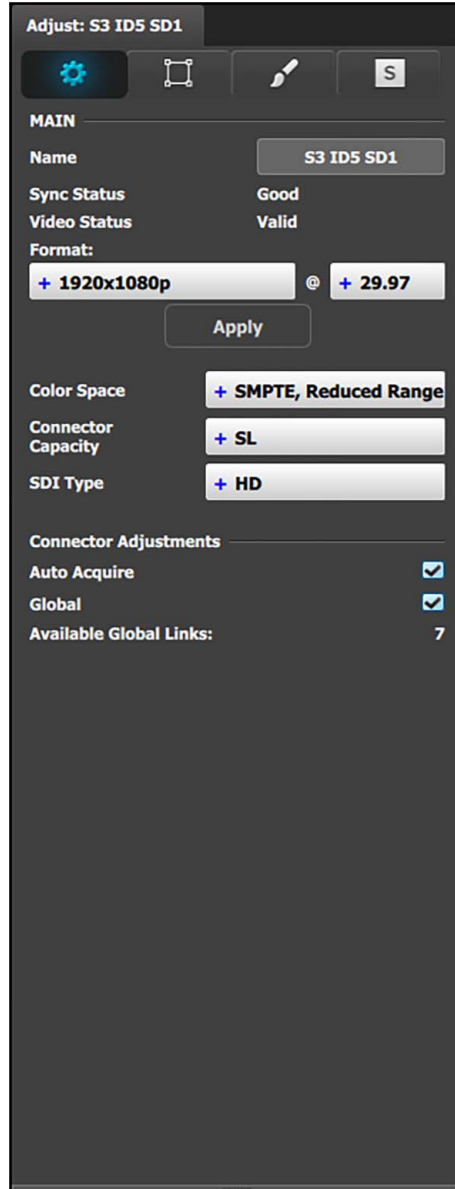 Adjust: S3 ID5 SD1
S
MAIN
Name S3 ID5 SD1
Sync Status Good
Video Status Valid
Format:
+ 1920x1080p @ + 29.97
Apply
Color Space + SMPTE, Reduced Range
Connector
Capacity + SL
SDI Type + HD
Connector Adjustments
Auto Acquire
Global
Available Global Links: 7